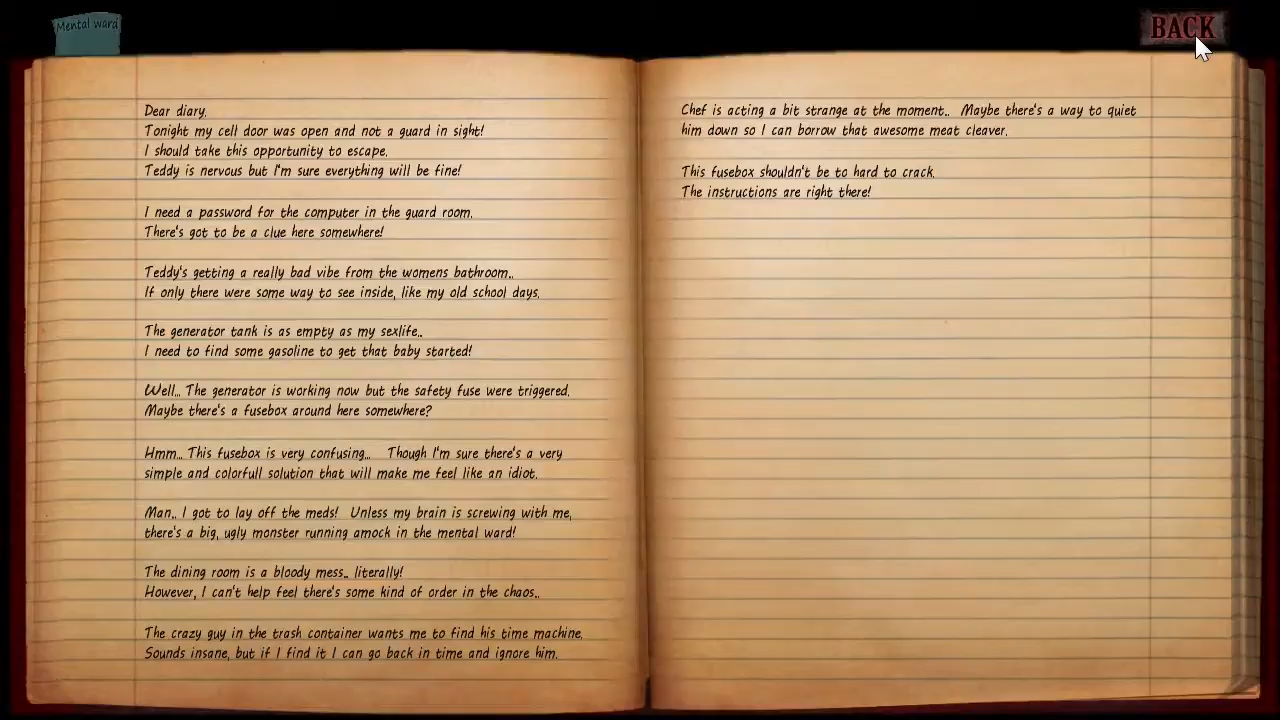 Mental ward
BACK
Dear diary.
Tonight my cell door was open and not a guard in sight!
I should take this opportunity to escape.
Teddy is nervous but I'm sure everything will be fine!
I need a password for the computer in the guard room.
There's got to be a clue here somewhere!
Teddy's getting a really bad vibe from the womens bathroom..
If only there were some way to see inside, like my old school days.
The generator tank is as empty as my sexlife..
I need to find some gasoline to get that baby started!
Well... The generator is working now but the safety fuse were triggered.
Maybe there's a fusebox around here somewhere?
Hmm... This fusebox is very confusing... Though I'm sure there's a very
simple and colorfull solution that will make me feel like an idiot.
Man.. I got to lay off the meds! Unless my brain is screwing with me,
there's a big, ugly monster running amock in the mental ward!
The dining room is a bloody mess.. literally!
However, I can't help feel there's some kind of order in the chaos..
The crazy guy in the trash container wants me to find his time machine.
Sounds insane, but if I find it I can go back in time and ignore him.
Chef is acting a bit strange at the moment.. Maybe there's a way to quiet
him down so I can borrow that awesome meat cleaver.
This fusebox shouldn't be to hard to crack.
The instructions are right there!